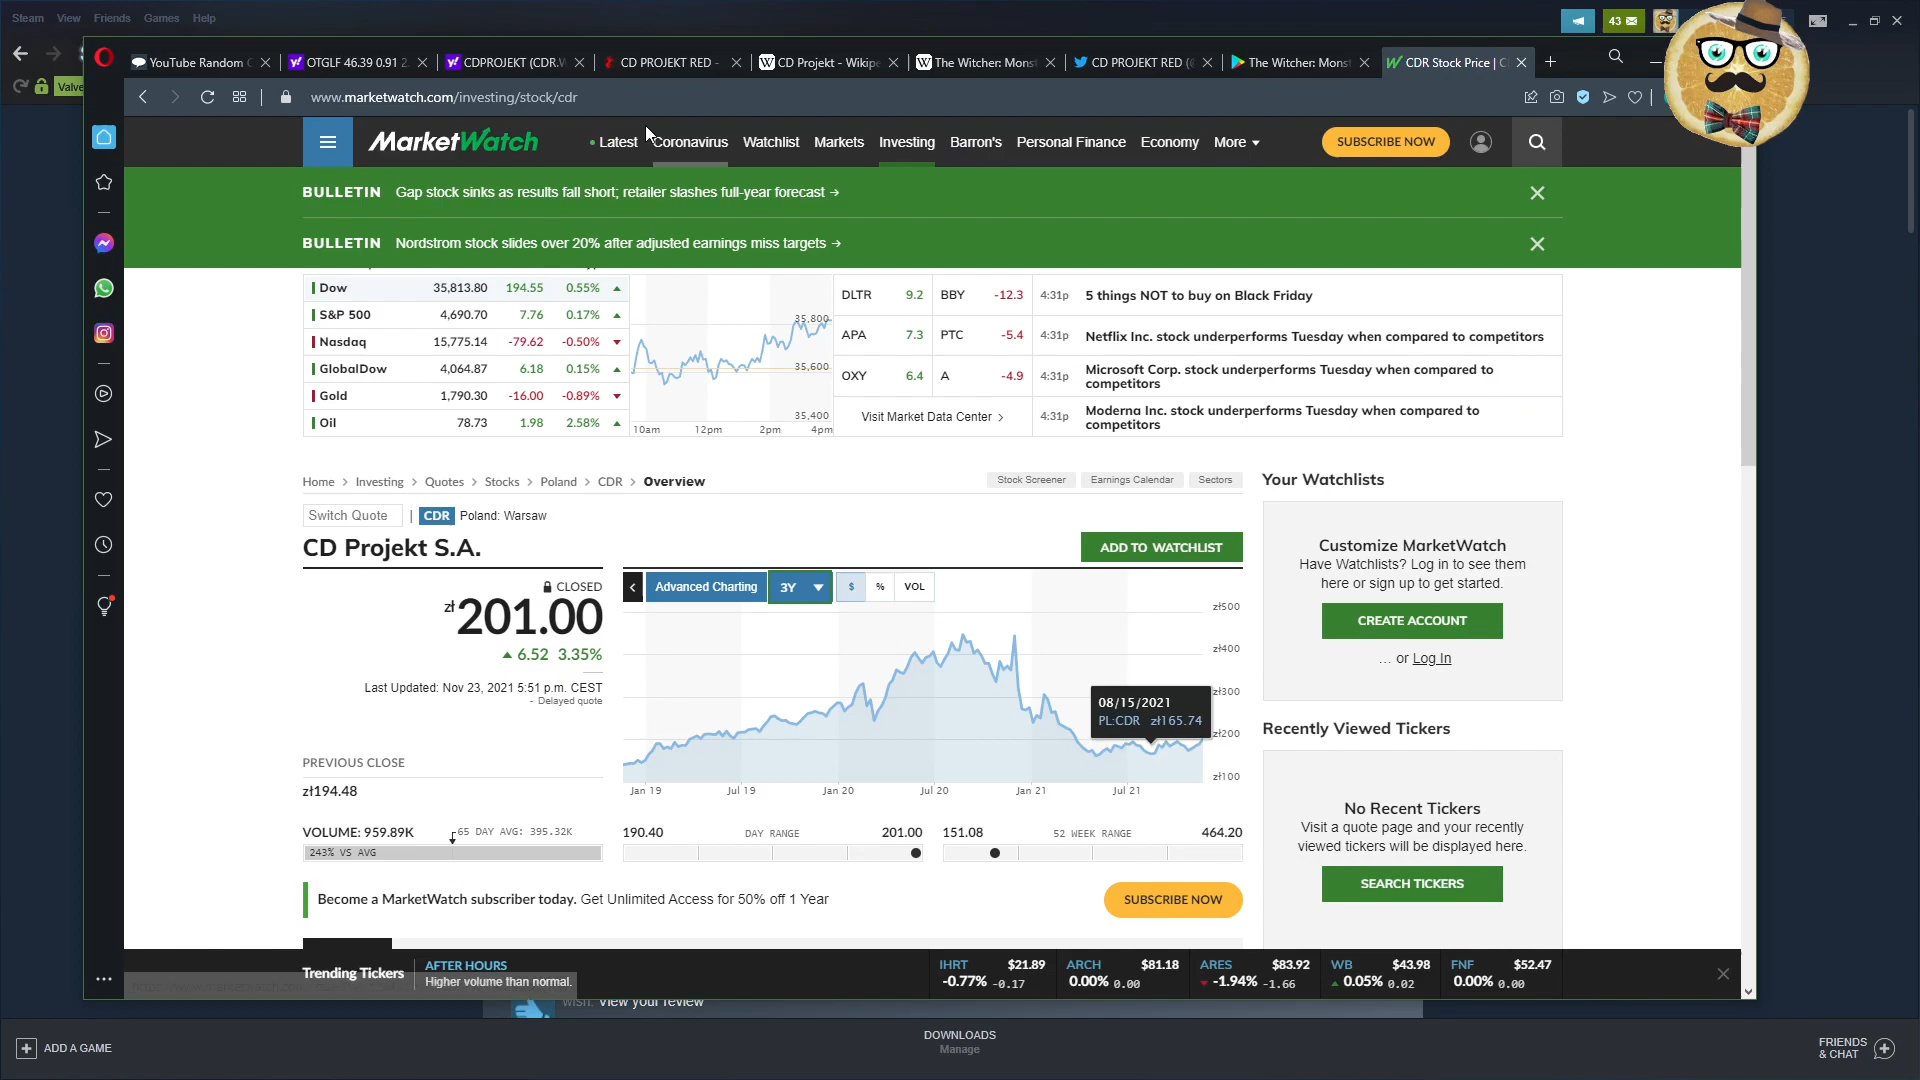 Steam View Friends Games Help
43
Valve
YouTube Random
OTGLF 46.39 0.91 2
CDPROJEKT (CDR.W
CD PROJEKT RED -
CD Projekt - Wikipe
The Witcher: Monst
CD PROJEKT RED (
The Witcher: Monst
CDR Stock Price |
www.marketwatch.com/investing/stock/cdr
MarketWatch
Latest Coronavirus Watchlist Markets Investing Barron's Personal Finance Economy More
SUBSCRIBE NOW
BULLETIN Gap stock sinks as results fall short; retailer slashes full-year forecast →
BULLETIN Nordstrom stock slides over 20% after adjusted earnings miss targets →
Dow 35,813.80 194.55 0.55%
S&P 500 4,690.70 7.76 0.17%
Nasdaq 15,775.14 -79.62 -0.50%
GlobalDow 4,064.87 6.18 0.15%
Gold 1,790.30 -16.00 -0.89%
Oil 78.73 1.98 2.58%
35,800
35,600
35,400
10am 12pm 2pm 4pm
DLTR 9.2 BBY -12.3
APA 7.3 PTC -5.4
OXY 6.4 A -4.9
Visit Market Data Center >
4:31p 5 things NOT to buy on Black Friday
4:31p Netflix Inc. stock underperforms Tuesday when compared to competitors
4:31p Microsoft Corp. stock underperforms Tuesday when compared to
competitors
4:31p Moderna Inc. stock underperforms Tuesday when compared to
competitors
Home > Investing > Quotes > Stocks > Poland > CDR > Overview
Stock Screener Earnings Calendar Sectors
Switch Quote | CDR Poland: Warsaw
CD Projekt S.A.
ADD TO WATCHLIST
CLOSED
zł201.00
6.52 3.35%
Last Updated: Nov 23, 2021 5:51 p.m. CEST
- Delayed quote
PREVIOUS CLOSE
zł194.48
Advanced Charting 3Y $ % VOL
zł500
zł400
zł300
zł200
zł100
08/15/2021
PL:CDR zł165.74
Jan 19 Jul 19 Jan 20 Jul 20 Jan 21 Jul 21
VOLUME: 959.89K 65 DAY AVG: 395.32K
243% VS AVG
190.40 DAY RANGE 201.00
151.08 52 WEEK RANGE 464.20
Become a MarketWatch subscriber today. Get Unlimited Access for 50% off 1 Year
SUBSCRIBE NOW
Your Watchlists
Customize MarketWatch
Have Watchlists? Log in to see them
here or sign up to get started.
CREATE ACCOUNT
... or Log In
Recently Viewed Tickers
No Recent Tickers
Visit a quote page and your recently
viewed tickers will be displayed here.
SEARCH TICKERS
Trending Tickers
AFTER HOURS
Higher volume than normal.
IHRT $21.89
-0.77% -0.17
ARCH $81.18
0.00% 0.00
ARES $83.92
-1.94% -1.66
WB $43.98
0.05% 0.02
FNF $52.47
0.00% 0.00
wish. View your review
ADD A GAME
DOWNLOADS
Manage
FRIENDS
& CHAT